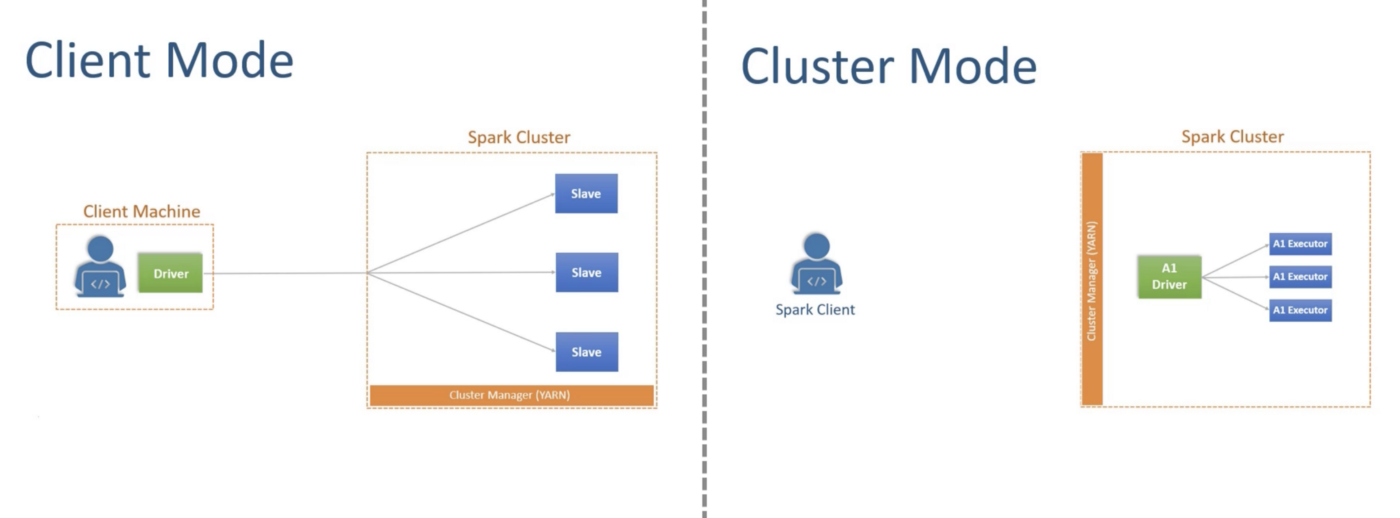 Client Mode
Spark Cluster
Client Machine
</>
Driver
Slave
Slave
Slave
Cluster Manager (YARN)
Cluster Mode
Spark Cluster
</>
Spark Client
Cluster Manager (YARN)
A1
Driver
A1 Executor
A1 Executor
A1 Executor